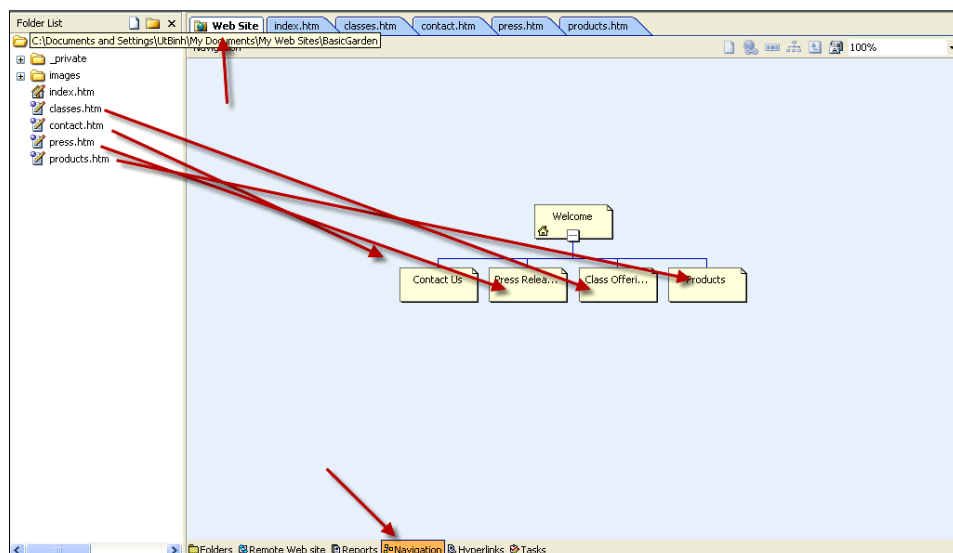 Folder List
Web Site index.htm classes.htm contact.htm press.htm products.htm
C:\Documents and Settings\UtBinh\My Documents\My Web Sites\BasicGarden
Navigation
100%
_private
images
index.htm
classes.htm
contact.htm
press.htm
products.htm
Welcome
Contact Us Press Relea... Class Offeri... Products
Folders Remote Web site Reports Navigation Hyperlinks Tasks